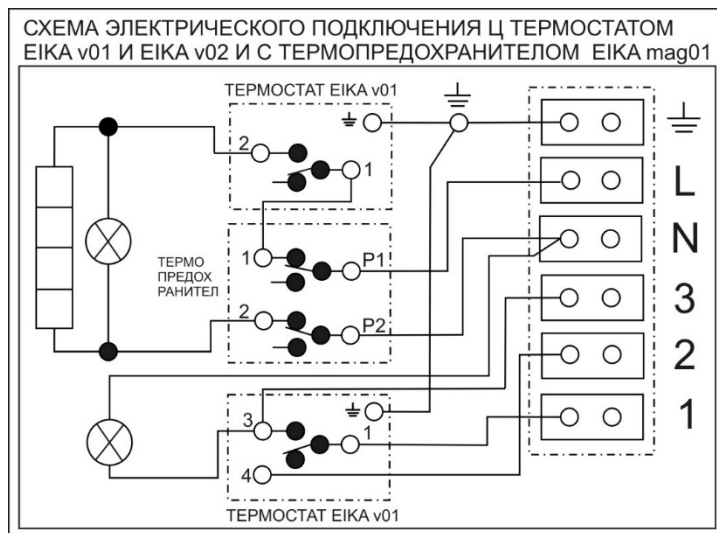 СХЕМА ЭЛЕКТРИЧЕСКОГО ПОДКЛЮЧЕНИЯ Ц ТЕРМОСТАТОМ
EIKA v01 И EIKA v02 И С ТЕРМОПРЕДОХРАНИТЕЛОМ EIKA mag01
ТЕРМОСТАТ EIKA v01
2
1
L
N
3
2
1
ТЕРМО
ПРЕДОХ
РАНИТЕЛ
1
P1
2
P2
3
1
4
ТЕРМОСТАТ EIKA v01